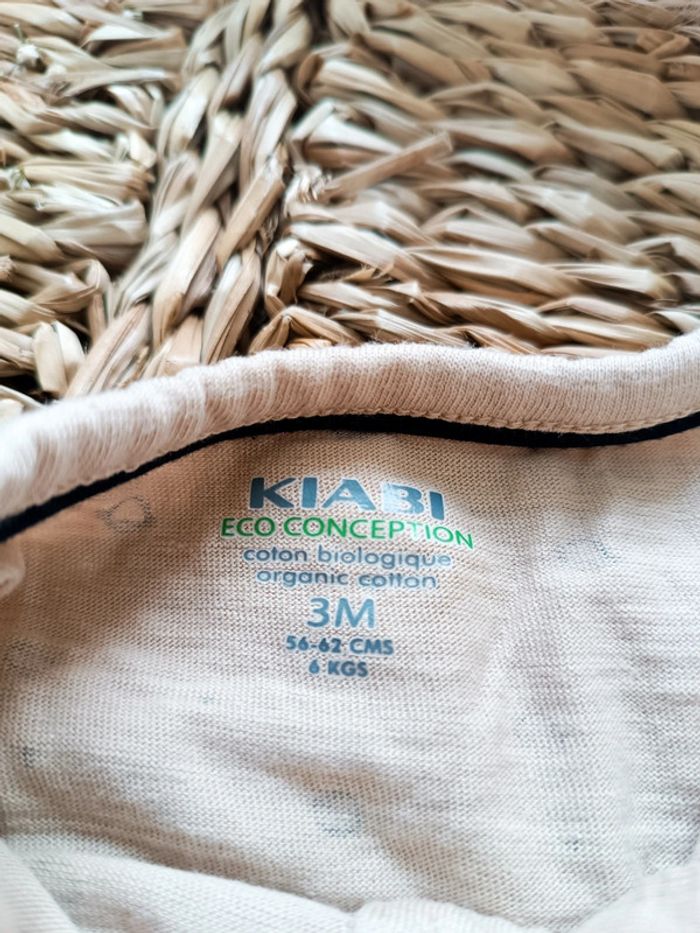 KIABI
ECO CONCEPTION
coton biologique
organic cotton
3M
56-62 CMS
6 KGS